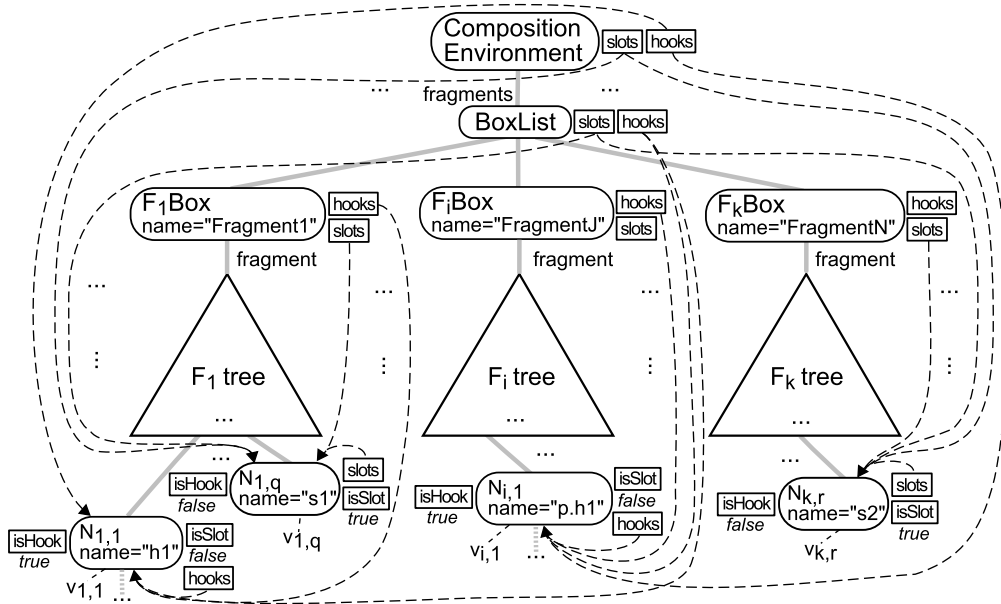 Composition
Environment
slots
hooks
...
fragments
...
BoxList
slots
hooks
F1Box
name="Fragment1"
hooks
slots
FiBox
name="FragmentJ"
hooks
slots
FkBox
name="FragmentN"
hooks
slots
fragment
fragment
fragment
...
...
...
...
...
...
...
...
F1 tree
...
Fi tree
...
Fk tree
...
...
...
...
N1,q
name="s1"
isHook
false
slots
isSlot
true
v1,q
Ni,1
name="p.h1"
isHook
true
isSlot
false
hooks
vi,1
...
Nk,r
name="s2"
isHook
false
slots
isSlot
true
vk,r
N1,1
name="h1"
isHook
true
isSlot
false
hooks
v1,1
...